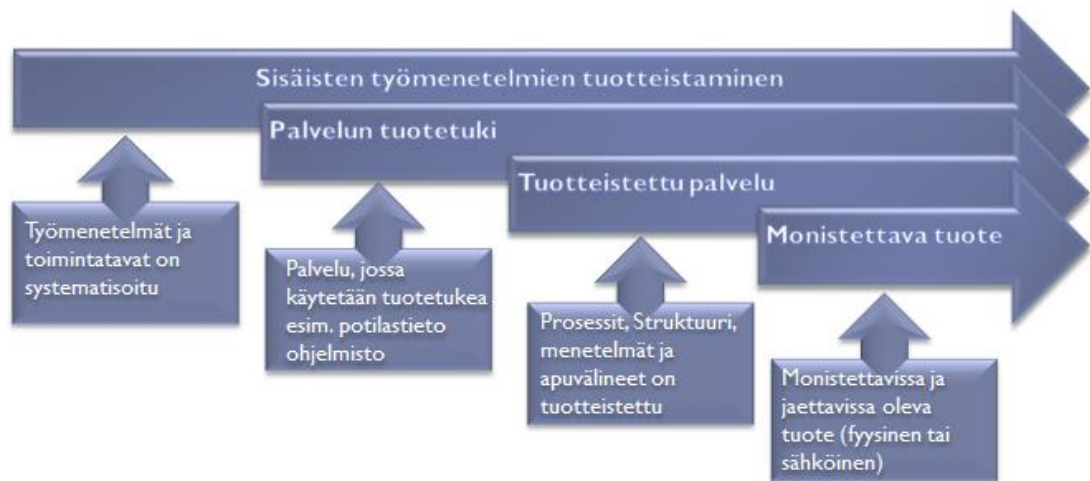 Sisäisten työmenetelmien tuotteistaminen
Palvelun tuotetuki
Tuotteistettu palvelu
Monistettava tuote
Työmenetelmät ja
toimintatavat on
systematisoitu
Palvelu, jossa
käytetään tuotetukea
esim. potilastieto
ohjelmisto
Prosessit, Struktuuri,
menetelmät ja
apuvälineet on
tuotteistettu
Monistettavissa ja
jaettavissa oleva
tuote (fyysinen tai
sähköinen)